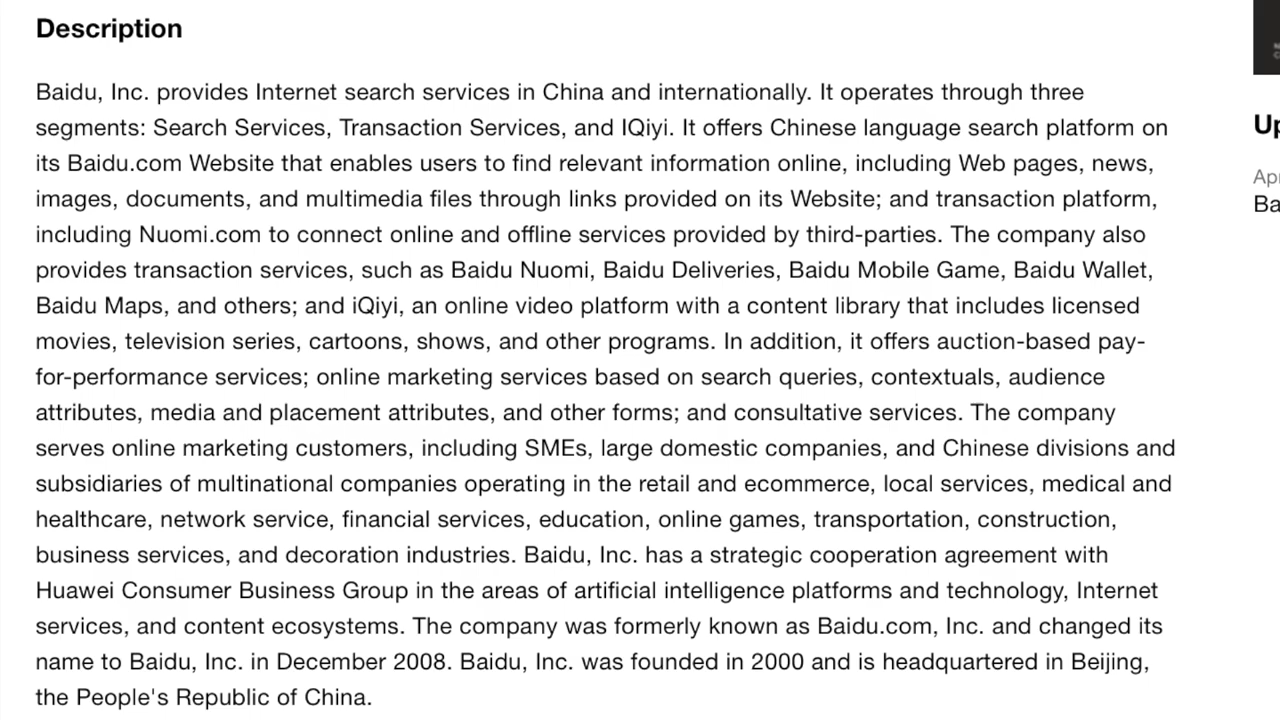 Description
Baidu, Inc. provides Internet search services in China and internationally. It operates through three
segments: Search Services, Transaction Services, and IQiyi. It offers Chinese language search platform on
its Baidu.com Website that enables users to find relevant information online, including Web pages, news,
images, documents, and multimedia files through links provided on its Website; and transaction platform,
including Nuomi.com to connect online and offline services provided by third-parties. The company also
provides transaction services, such as Baidu Nuomi, Baidu Deliveries, Baidu Mobile Game, Baidu Wallet,
Baidu Maps, and others; and iQiyi, an online video platform with a content library that includes licensed
movies, television series, cartoons, shows, and other programs. In addition, it offers auction-based pay-
for-performance services; online marketing services based on search queries, contextuals, audience
attributes, media and placement attributes, and other forms; and consultative services. The company
serves online marketing customers, including SMEs, large domestic companies, and Chinese divisions and
subsidiaries of multinational companies operating in the retail and ecommerce, local services, medical and
healthcare, network service, financial services, education, online games, transportation, construction,
business services, and decoration industries. Baidu, Inc. has a strategic cooperation agreement with
Huawei Consumer Business Group in the areas of artificial intelligence platforms and technology, Internet
services, and content ecosystems. The company was formerly known as Baidu.com, Inc. and changed its
name to Baidu, Inc. in December 2008. Baidu, Inc. was founded in 2000 and is headquartered in Beijing,
the People's Republic of China.